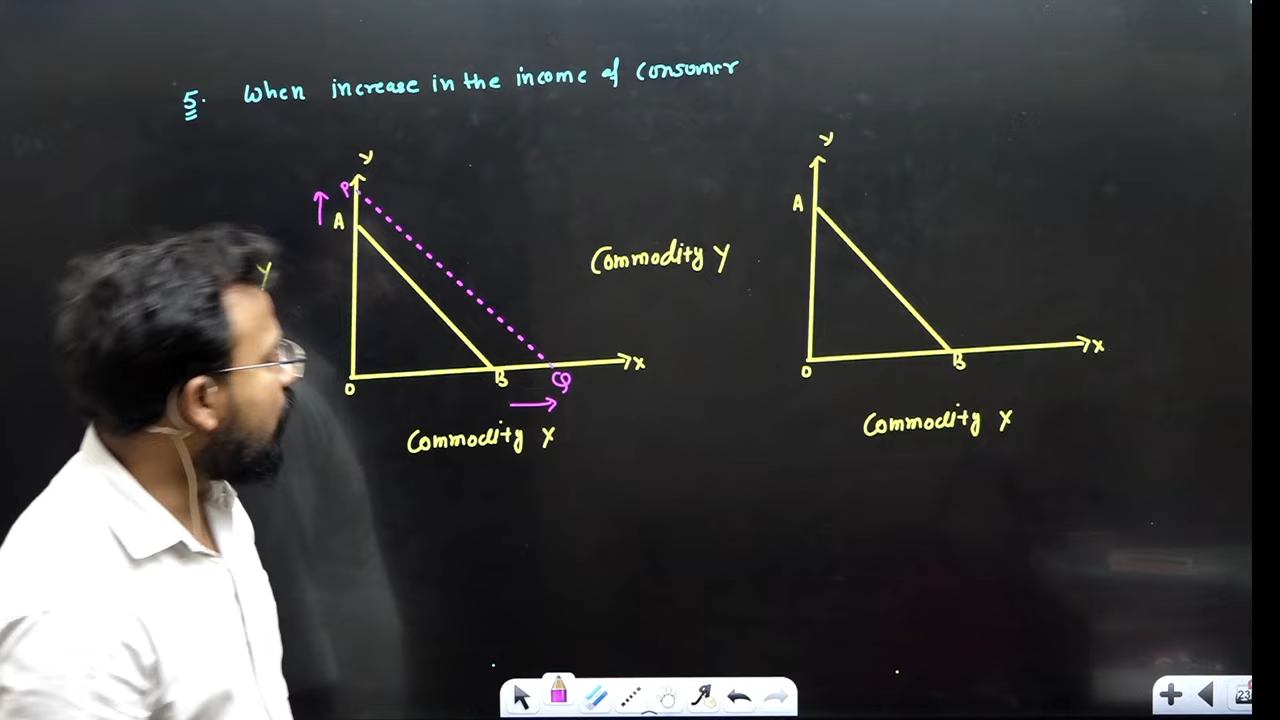 5. When increase in the income of consumer
y
P
A
Y
O
B
Q
X
Commodity X
Commodity Y
y
A
O
B
X
Commodity X